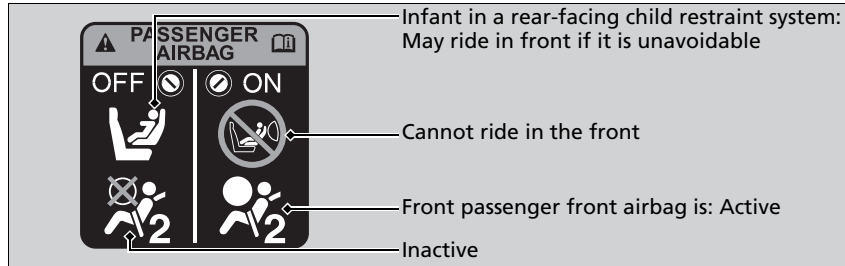 PASSENGER
AIRBAG
OFF
ON
2
2
Infant in a rear-facing child restraint system:
May ride in front if it is unavoidable
Cannot ride in the front
Front passenger front airbag is: Active
Inactive